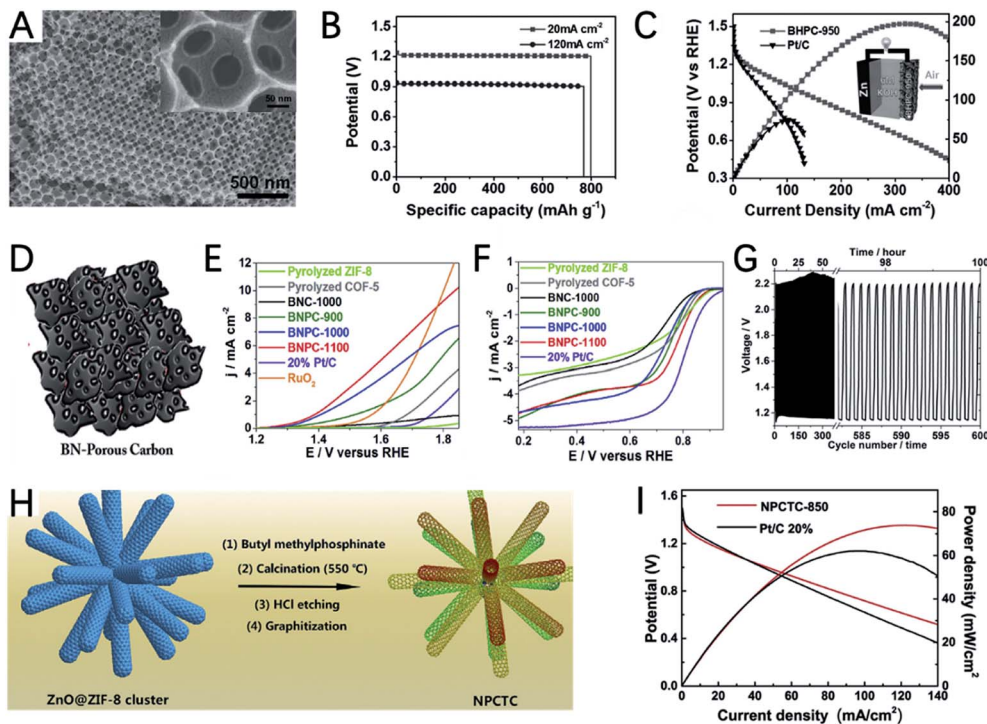 A
50 nm
500 nm
B
Potential (V)
1.5
1.2
0.9
0.6
0.3
0.0
20mA cm⁻²
120mA cm⁻²
0 200 400 600 800 1000
Specific capacity (mAh g⁻¹)
C
Potential (V vs RHE)
1.5
1.2
0.9
0.6
0.3
BHPC-950
Pt/C
Zn
Air
200
150
100
75
50
25
0
0 100 200 300 400
Current Density (mA cm⁻²)
D
BN-Porous Carbon
E
j / mA cm⁻²
12
10
8
6
4
2
0
Pyrolyzed ZIF-8
Pyrolyzed COF-5
BNC-1000
BNPC-900
BNPC-1000
BNPC-1100
20% Pt/C
RuO₂
1.2 1.4 1.6 1.8
E / V versus RHE
F
j / mA cm⁻²
0
-1
-2
-3
-4
-5
Pyrolyzed ZIF-8
Pyrolyzed COF-5
BNC-1000
BNPC-900
BNPC-1000
BNPC-1100
20% Pt/C
0.2 0.4 0.6 0.8
E / V versus RHE
G
Time / hour
0 25 50 98 100
Voltage / V
2.2
2.0
1.8
1.6
1.4
1.2
0 150 300 585 590 595 600
Cycle number / time
H
(1) Butyl methylphosphinate
(2) Calcination (550 ℃)
(3) HCl etching
(4) Graphitization
ZnO@ZIF-8 cluster
NPCTC
I
Potential (V)
1.6
1.2
0.8
0.4
1.6
NPCTC-850
Pt/C 20%
80
60
40
20
0
Power density (mW/cm²)
0 20 40 60 80 100 120 140
Current density (mA/cm²)